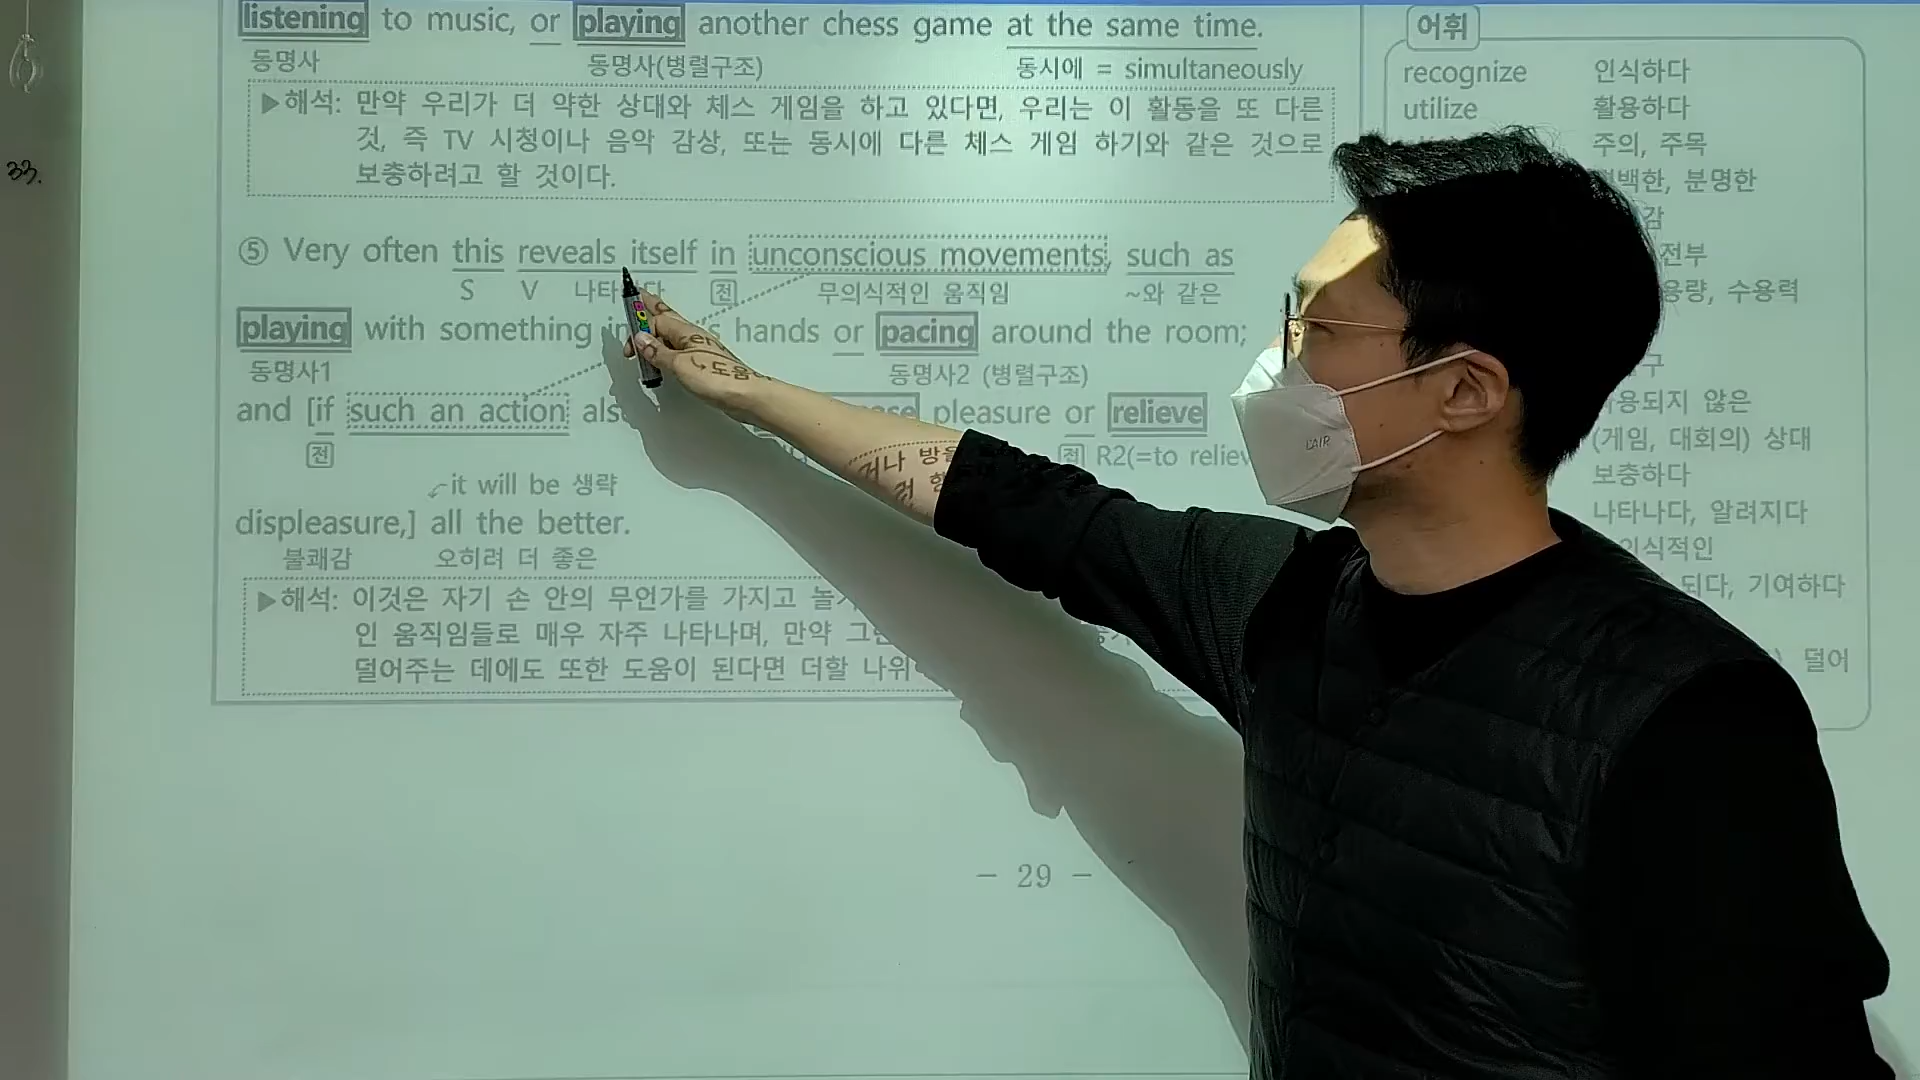 listening to music, or playing another chess game at the same time.
동명사 동명사(병렬구조) 동시에 = simultaneously
▶해석: 만약 우리가 더 약한 상대와 체스 게임을 하고 있다면, 우리는 이 활동을 또 다른
것, 즉 TV 시청이나 음악 감상, 또는 동시에 다른 체스 게임 하기와 같은 것으로
보충하려고 할 것이다.
33.
⑤ Very often this reveals itself in unconscious movements, such as
S V 전 무의식적인 움직임 ~와 같은
playing with something hands or pacing around the room;
동명사1 동명사2 (병렬구조)
and [if such an action pleasure or relieve
전 접 R2(=to
it will be 생략
displeasure,] all the better.
불쾌감 오히려 더 좋은
▶해석: 이것은 자기 손 안의 무언가를 가지고
인 움직임들로 매우 자주 나타나며, 만약
덜어주는 데에도 또한 도움이 된다면 더할
- 29 -
어휘
recognize 인식하다
utilize 활용하다
주의, 주목
분명한
전부
수용력
않은
(게임, 대회의) 상대
보충하다
나타나다, 알려지다
되다, 기여하다
덜어
L'AIR